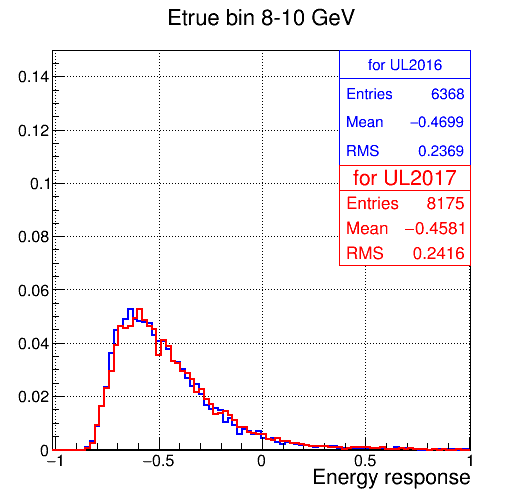 Etrue bin 8-10 GeV
for UL2016
Entries 6368
Mean −0.4699
RMS 0.2369
for UL2017
Entries 8175
Mean −0.4581
RMS 0.2416
0.14
0.12
0.1
0.08
0.06
0.04
0.02
0
−1 −0.5 0 0.5 1
Energy response